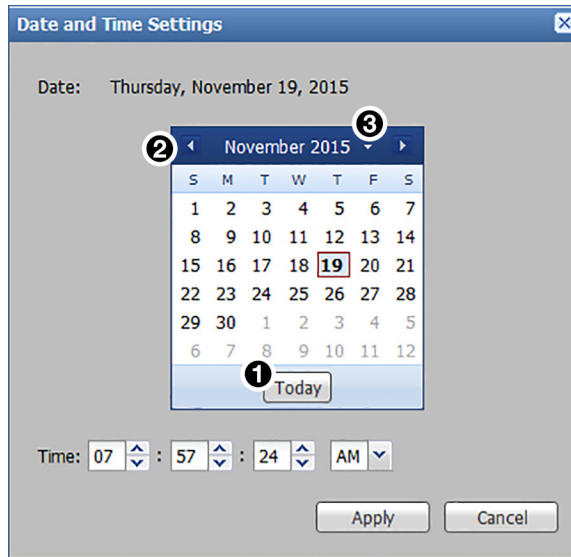 Date and Time Settings
Date: Thursday, November 19, 2015
❸
❷ November 2015
S M T W T F S
1 2 3 4 5 6 7
8 9 10 11 12 13 14
15 16 17 18 19 20 21
22 23 24 25 26 27 28
29 30 1 2 3 4 5
6 7 8 9 10 11 12
❶ Today
Time: 07 : 57 : 24 AM
Apply Cancel